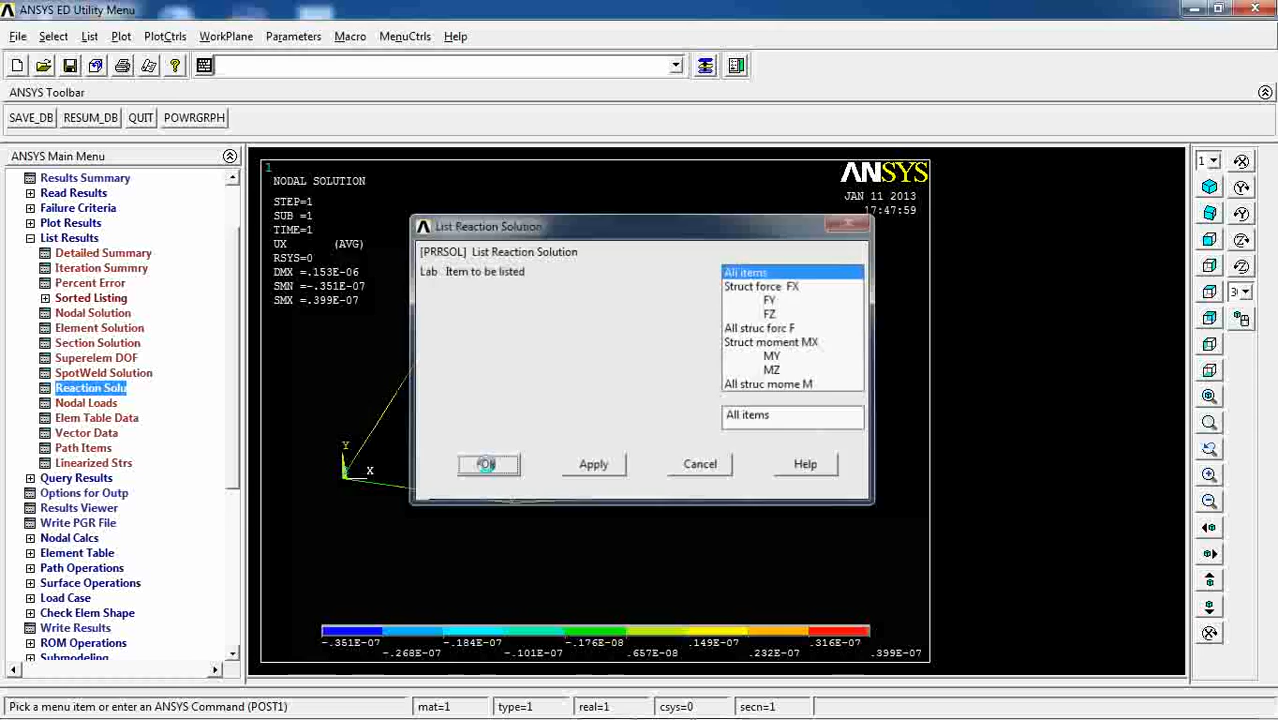 ANSYS ED Utility Menu
File Select List Plot PlotCtrls WorkPlane Parameters Macro MenuCtrls Help
ANSYS Toolbar
SAVE_DB RESUM_DB QUIT POWRGRPH
ANSYS Main Menu
Results Summary
Read Results
Failure Criteria
Plot Results
List Results
Detailed Summary
Iteration Summry
Percent Error
Sorted Listing
Nodal Solution
Element Solution
Section Solution
Superelem DOF
SpotWeld Solution
Reaction Solu
Nodal Loads
Elem Table Data
Vector Data
Path Items
Linearized Strs
Query Results
Options for Outp
Results Viewer
Write PGR File
Nodal Calcs
Element Table
Path Operations
Surface Operations
Load Case
Check Elem Shape
Write Results
ROM Operations
Submodeling
1
NODAL SOLUTION
STEP=1
SUB =1
TIME=1
UX (AVG)
RSYS=0
DMX =.153E-06
SMN =-.351E-07
SMX =.399E-07
ANSYS
JAN 11 2013
17:47:59
Y
X
List Reaction Solution
[PRRSOL] List Reaction Solution
Lab Item to be listed
All items
Struct force FX
FY
FZ
All struc forc F
Struct moment MX
MY
MZ
All struc mome M
All items
OK Apply Cancel Help
-.351E-07 -.184E-07 -.176E-08 .149E-07 .316E-07
-.268E-07 -.101E-07 .657E-08 .232E-07 .399E-07
1
Pick a menu item or enter an ANSYS Command (POST1) mat=1 type=1 real=1 csys=0 secn=1